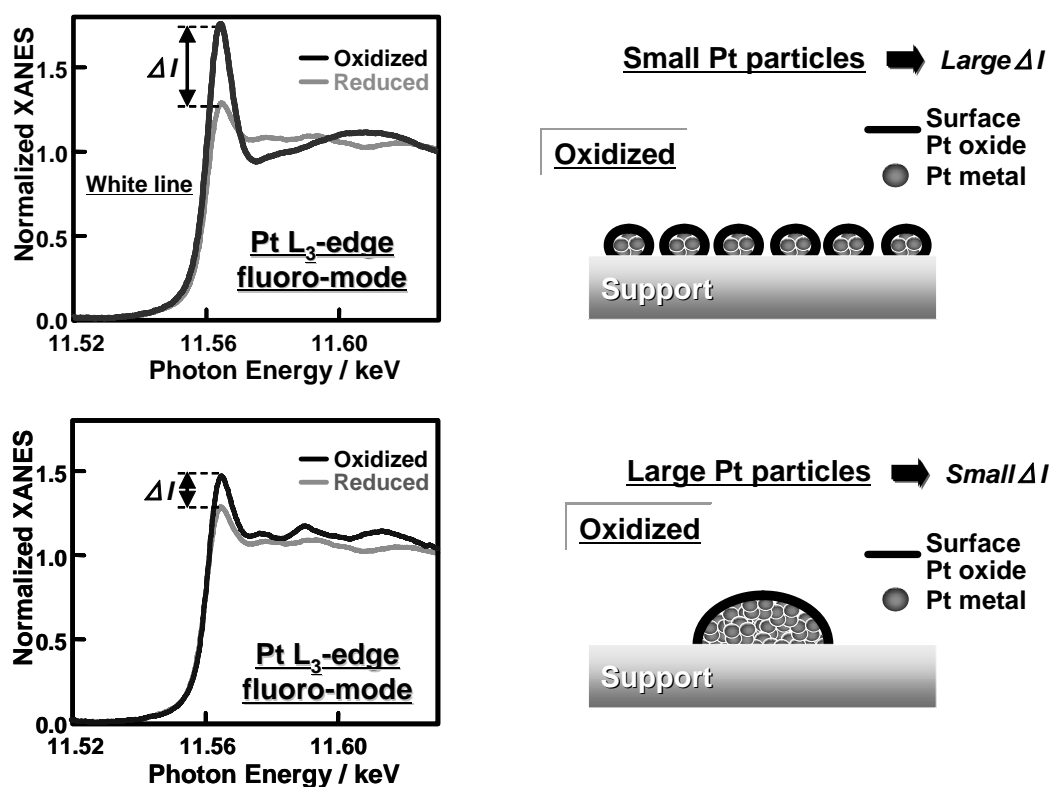 Normalized XANES
1.5
1.0
0.5
0.0
ΔI
Oxidized
Reduced
White line
Pt L3-edge
fluoro-mode
11.52
11.56
11.60
Photon Energy / keV
Small Pt particles
Large ΔI
Oxidized
Surface
Pt oxide
Pt metal
Support
Normalized XANES
1.5
1.0
0.5
0.0
ΔI
Oxidized
Reduced
Pt L3-edge
fluoro-mode
11.52
11.56
11.60
Photon Energy / keV
Large Pt particles
Small ΔI
Oxidized
Surface
Pt oxide
Pt metal
Support